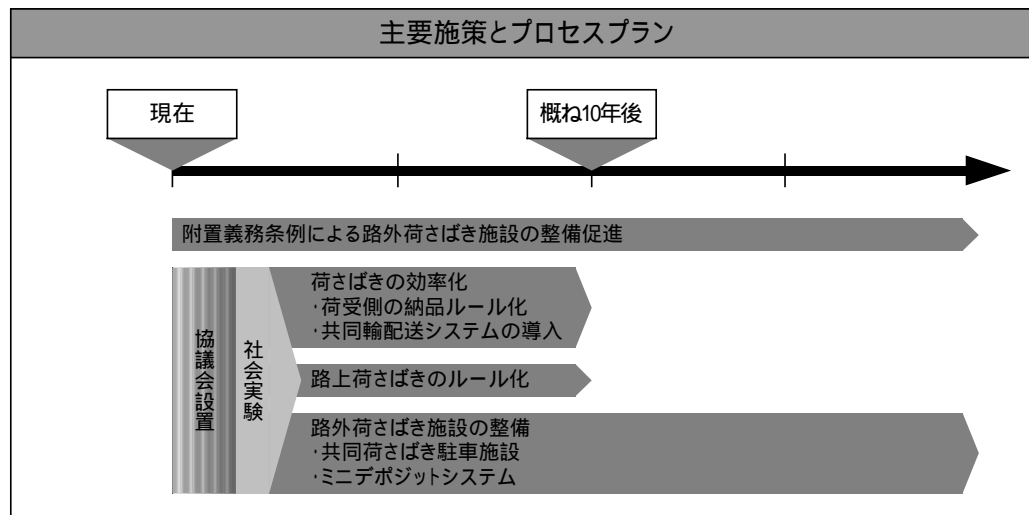 主要施策とプロセスプラン
現在
概ね10年後
附置義務条例による路外荷さばき施設の整備促進
協議会設置
社会実験
荷さばきの効率化
・荷受側の納品ルール化
・共同輸配送システムの導入
路上荷さばきのルール化
路外荷さばき施設の整備
・共同荷さばき駐車施設
・ミニデポジットシステム